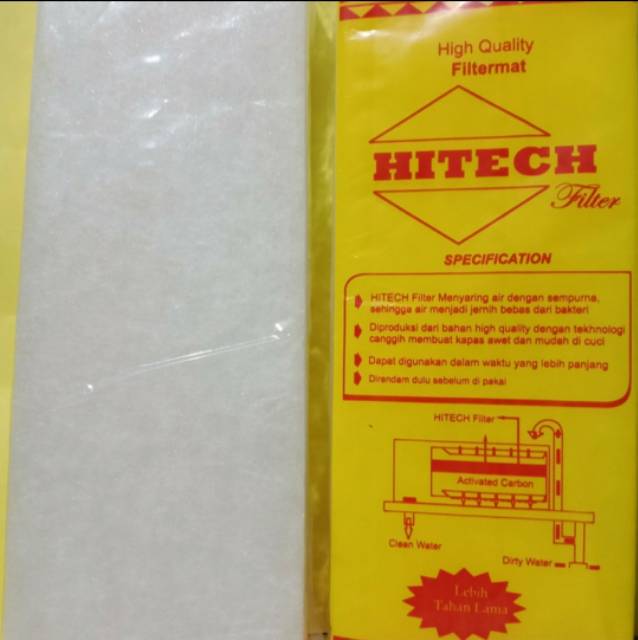 High Quality
Filtermat
HITECH
Filter
SPECIFICATION
HITECH Filter Menyaring air dengan sempurna,
sehingga air menjadi jernih bebas dari bakteri
Diproduksi dari bahan high quality dengan tekhnologi
canggih membuat kapas awet dan mudah di cuci
Dapat digunakan dalam waktu yang lebih panjang
Direndam dulu sebelum di pakai
HITECH Filter
Activated Carbon
Clean Water
Dirty Water
Lebih
Tahan Lama